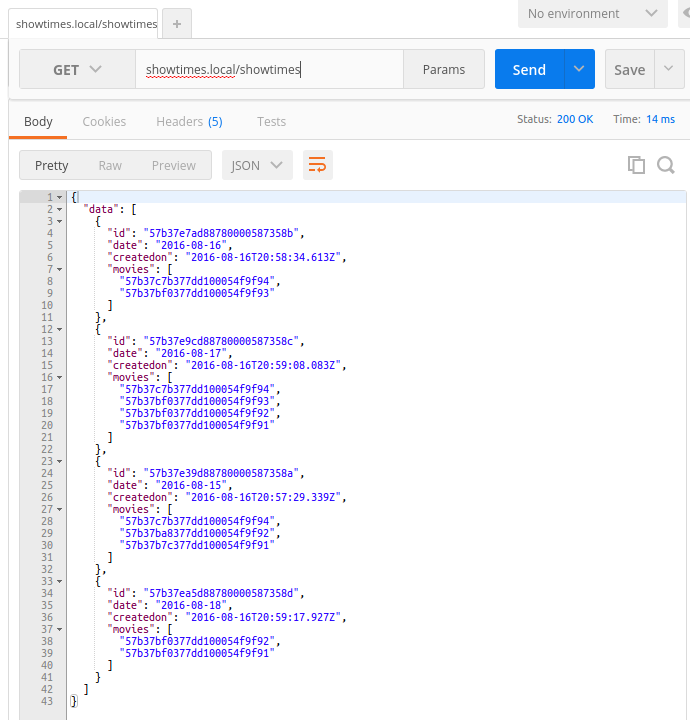 showtimes.local/showtimes
+
No environment
GET
showtimes.local/showtimes
Params
Send
Save
Body
Cookies
Headers (5)
Tests
Status: 200 OK
Time: 14 ms
Pretty
Raw
Preview
JSON
1 {
2 "data": [
3 {
4 "id": "57b37e7ad88780000587358b",
5 "date": "2016-08-16",
6 "createdon": "2016-08-16T20:58:34.613Z",
7 "movies": [
8 "57b37c7b377dd100054f9f94",
9 "57b37bf0377dd100054f9f93"
10 ]
11 },
12 {
13 "id": "57b37e9cd88780000587358c",
14 "date": "2016-08-17",
15 "createdon": "2016-08-16T20:59:08.083Z",
16 "movies": [
17 "57b37c7b377dd100054f9f94",
18 "57b37bf0377dd100054f9f93",
19 "57b37bf0377dd100054f9f92",
20 "57b37bf0377dd100054f9f91"
21 ]
22 },
23 {
24 "id": "57b37e39d88780000587358a",
25 "date": "2016-08-15",
26 "createdon": "2016-08-16T20:57:29.339Z",
27 "movies": [
28 "57b37c7b377dd100054f9f94",
29 "57b37ba8377dd100054f9f92",
30 "57b37b7c377dd100054f9f91"
31 ]
32 },
33 {
34 "id": "57b37ea5d88780000587358d",
35 "date": "2016-08-18",
36 "createdon": "2016-08-16T20:59:17.927Z",
37 "movies": [
38 "57b37bf0377dd100054f9f92",
39 "57b37bf0377dd100054f9f91"
40 ]
41 }
42 ]
43 }